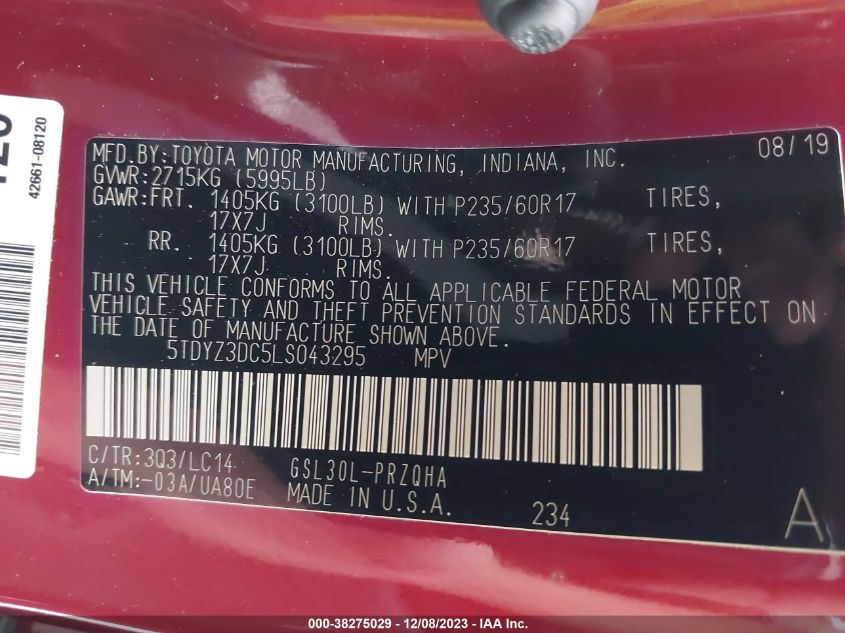 42661-08120
MFD.BY:TOYOTA MOTOR MANUFACTURING, INDIANA, INC. 08/19
GVWR:2715KG (5995LB)
GAWR:FRT. 1405KG (3100LB) WITH P235/60R17 TIRES,
17X7J RIMS.
RR. 1405KG (3100LB) WITH P235/60R17 TIRES,
17X7J RIMS.
THIS VEHICLE CONFORMS TO ALL APPLICABLE FEDERAL MOTOR
VEHICLE SAFETY AND THEFT PREVENTION STANDARDS IN EFFECT ON
THE DATE OF MANUFACTURE SHOWN ABOVE.
5TDYZ3DC5LS043295 MPV
C/TR:3Q3/LC14 GSL30L-PRZQHA
A/TM:-03A/UA80E MADE IN U.S.A. 234 A
000-38275029 - 12/08/2023 - IAA Inc.